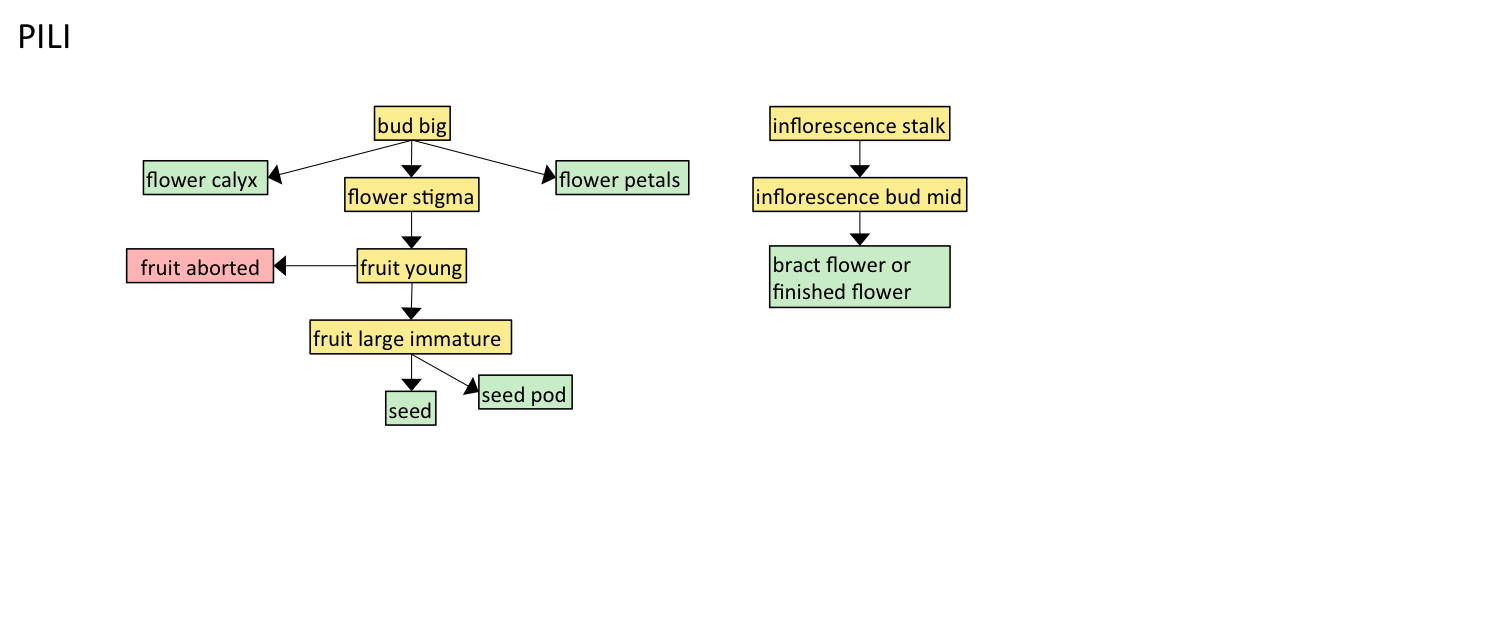 PILI
bud big
inflorescence stalk
flower calyx
flower stigma
flower petals
inflorescence bud mid
fruit aborted
fruit young
bract flower or
finished flower
fruit large immature
seed
seed pod